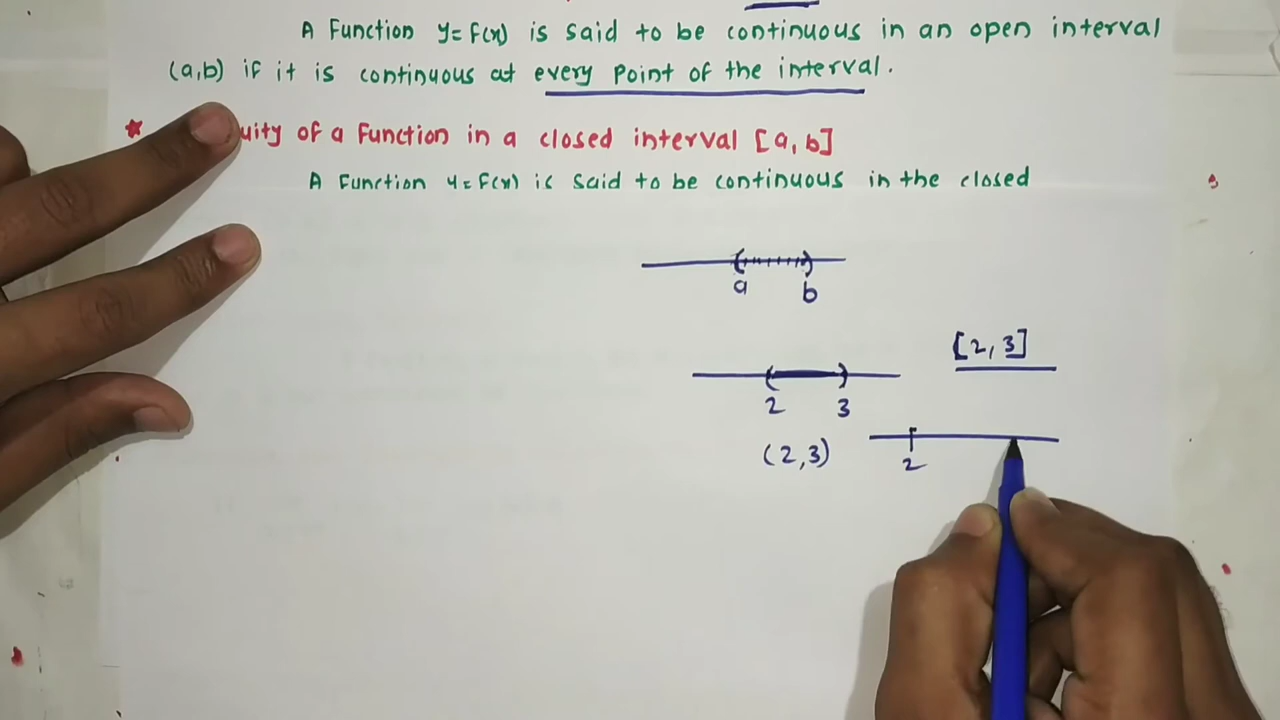 A Function y=f(x) is said to be continuous in an open interval
(a,b) if it is continuous at every point of the interval.
of a Function in a closed interval [a,b]
A Function y=f(x) is said to be continuous in the closed
a b
[2,3]
2 3
(2,3)
2